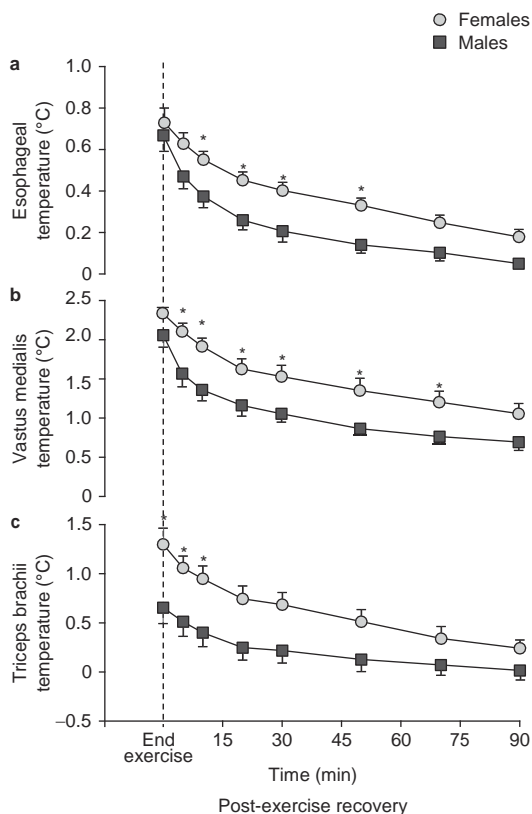 Females
Males
a
1.0
0.8
0.6
0.4
0.2
0
Esophageal
temperature (°C)
*
*
*
*
b
2.5
2.0
1.5
1.0
0.5
0
Vastus medialis
temperature (°C)
*
*
*
*
*
*
c
1.5
1.0
0.5
0
–0.5
Triceps brachii
temperature (°C)
*
*
*
End
exercise
15
30
45
60
75
90
Time (min)
Post-exercise recovery